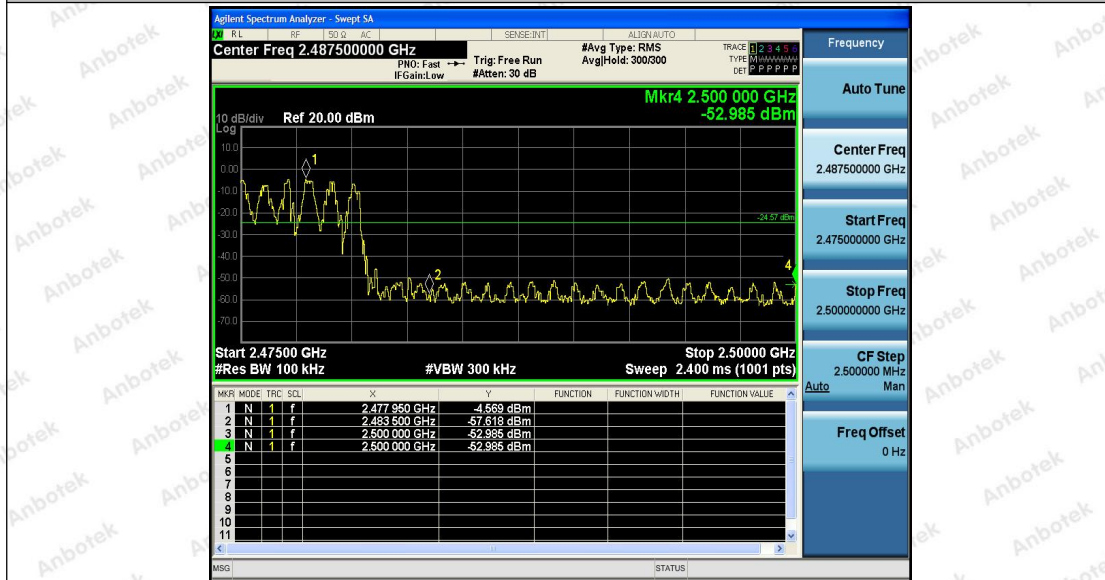 Agilent Spectrum Analyzer - Swept SA
LXI RL RF 50 Ω AC SENSE:INT ALIGNAUTO
Center Freq 2.487500000 GHz
PNO: Fast
IFGain:Low
Trig: Free Run
#Atten: 30 dB
#Avg Type: RMS
Avg|Hold: 300/300
TRACE 1 2 3 4 5 6
TYPE MWWWWW
DET P P P P P P
Mkr4 2.500 000 GHz
-52.985 dBm
10 dB/div Ref 20.00 dBm
Log
10.0
0.00
-10.0
-20.0
-30.0
-40.0
-50.0
-60.0
-70.0
1
2
4
-24.57 dBm
Start 2.47500 GHz Stop 2.50000 GHz
#Res BW 100 kHz #VBW 300 kHz Sweep 2.400 ms (1001 pts)
MKR MODE TRC SCL X Y FUNCTION FUNCTION WIDTH FUNCTION VALUE
1 N 1 f 2.477 950 GHz -4.569 dBm
2 N 1 f 2.483 500 GHz -57.618 dBm
3 N 1 f 2.500 000 GHz -52.985 dBm
4 N 1 f 2.500 000 GHz -52.985 dBm
5
6
7
8
9
10
11
MSG STATUS
Frequency
Auto Tune
Center Freq
2.487500000 GHz
Start Freq
2.475000000 GHz
Stop Freq
2.500000000 GHz
CF Step
2.500000 MHz
Auto Man
Freq Offset
0 Hz
Anbotek